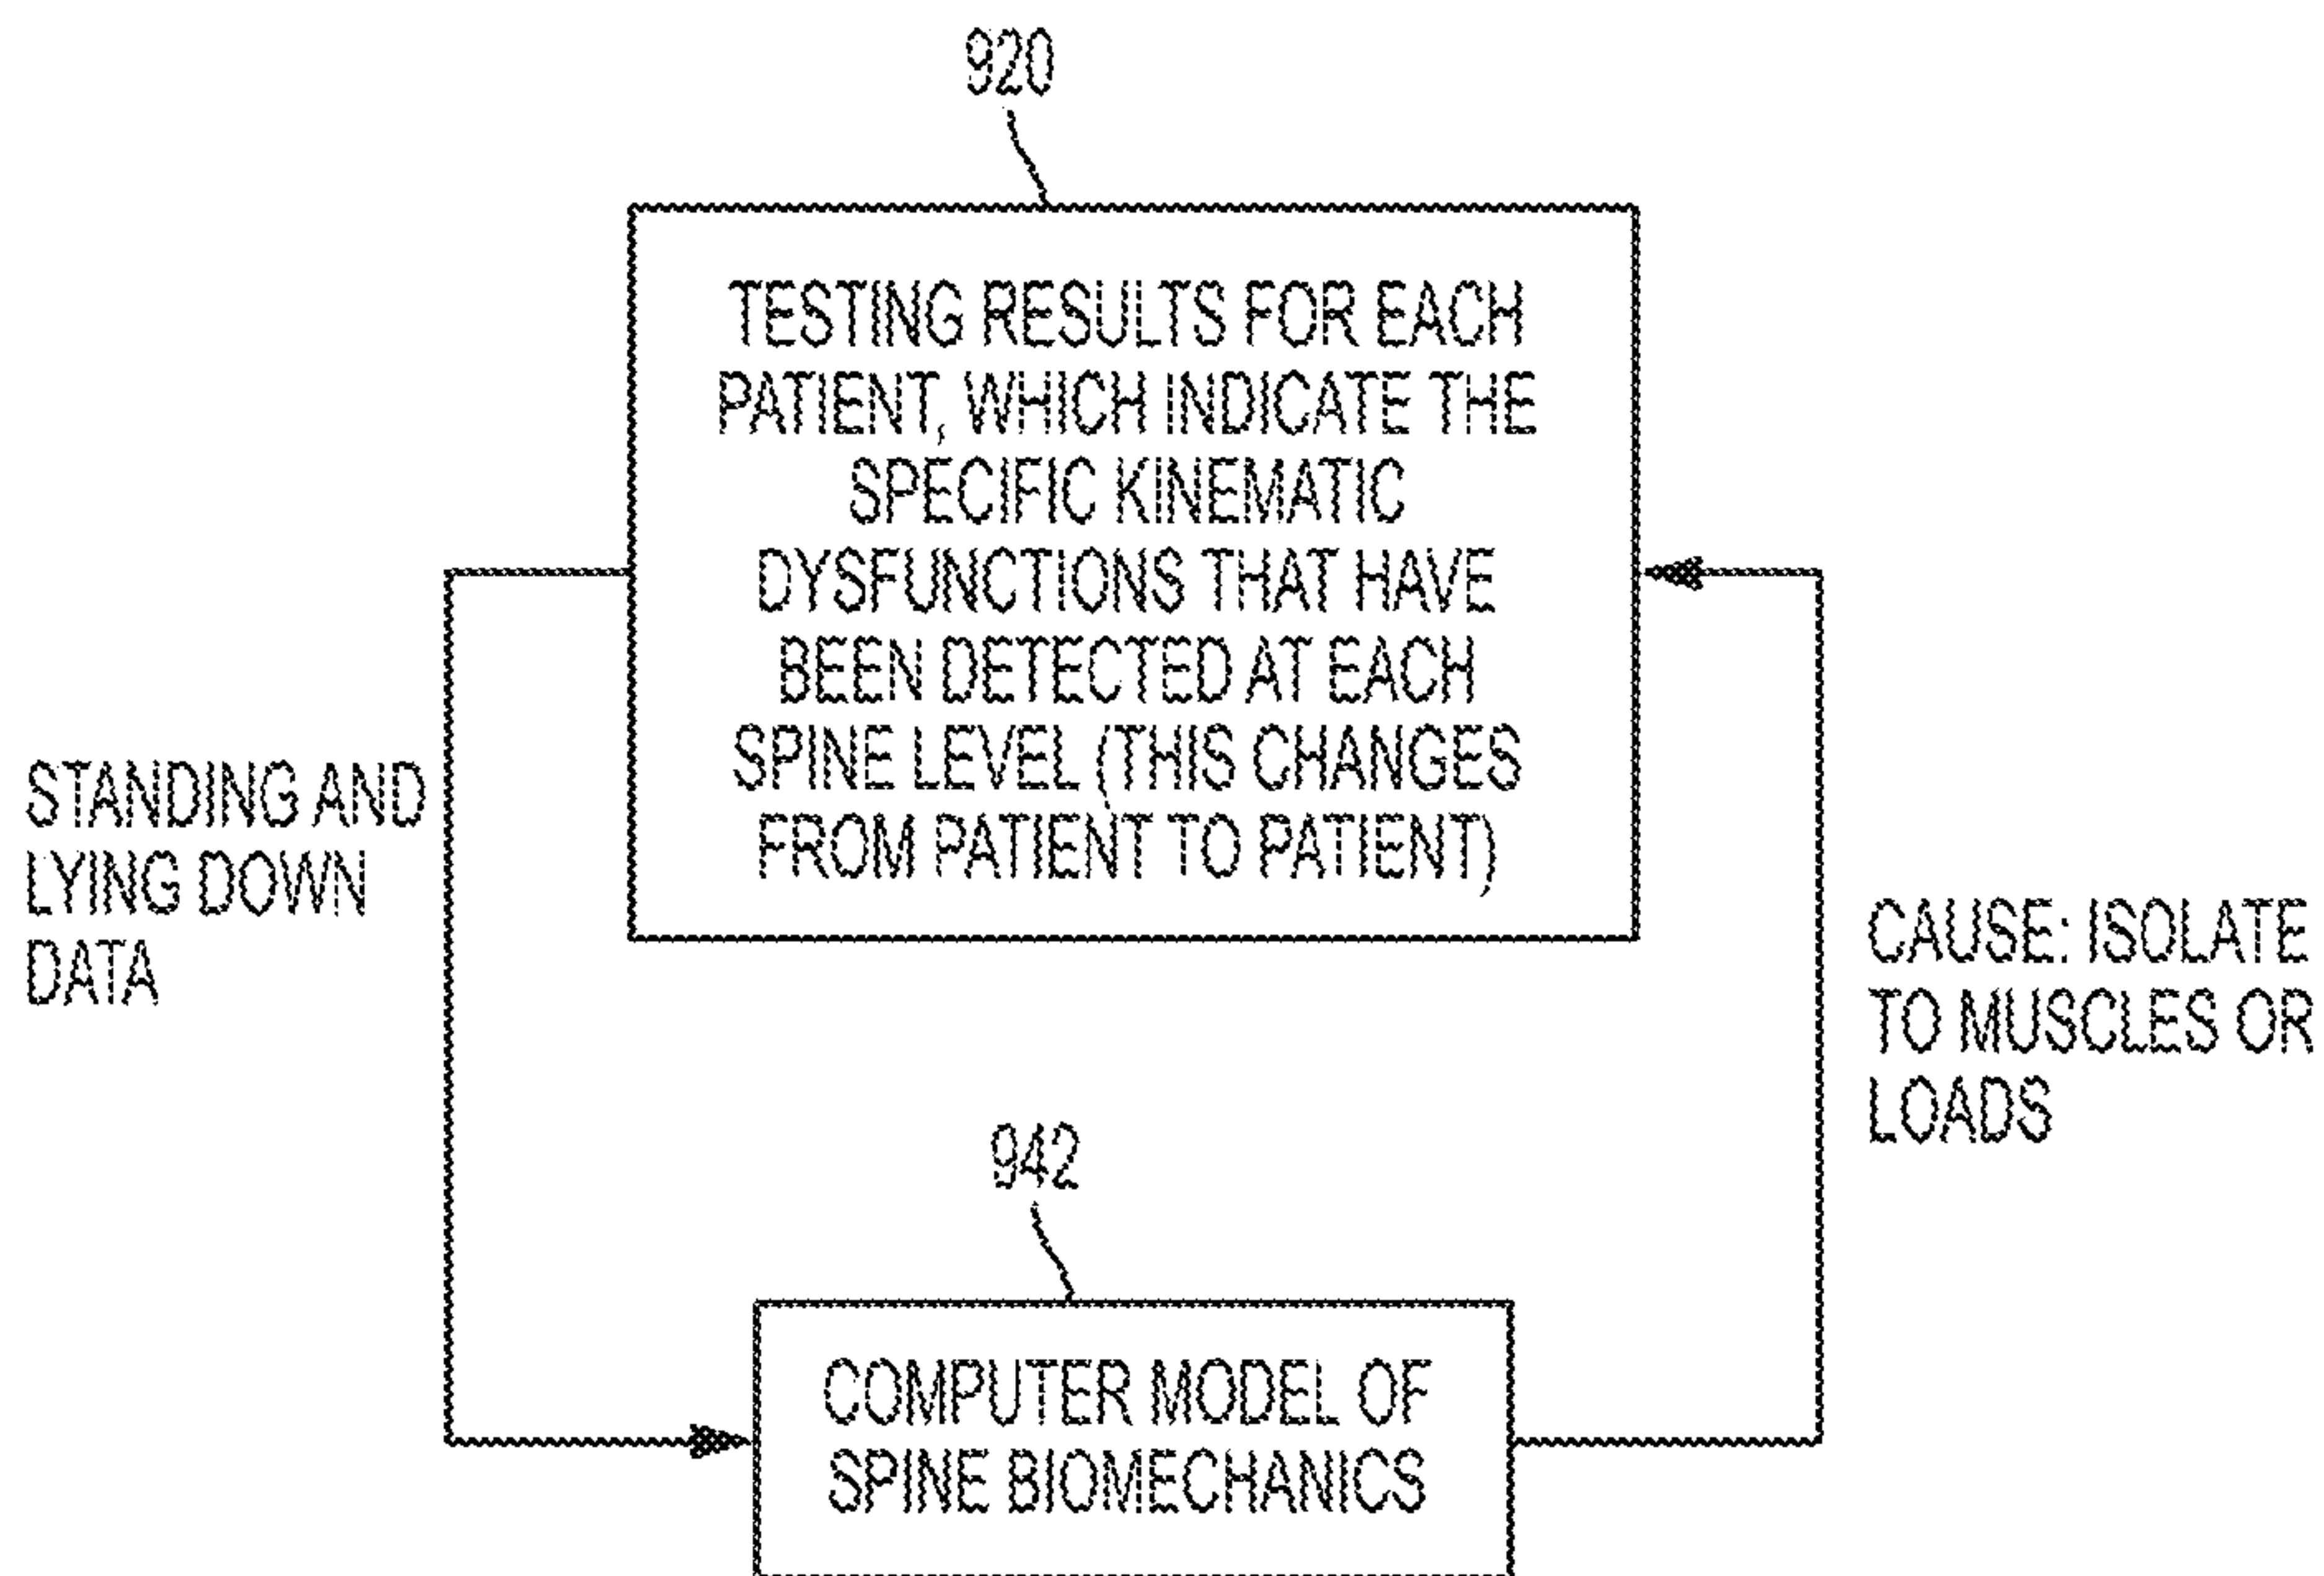 920
TESTING RESULTS FOR EACH
PATIENT, WHICH INDICATE THE
SPECIFIC KINEMATIC
DYSFUNCTIONS THAT HAVE
BEEN DETECTED AT EACH
SPINE LEVEL (THIS CHANGES
FROM PATIENT TO PATIENT)
STANDING AND
LYING DOWN
DATA
CAUSE: ISOLATE
TO MUSCLES OR
LOADS
942
COMPUTER MODEL OF
SPINE BIOMECHANICS